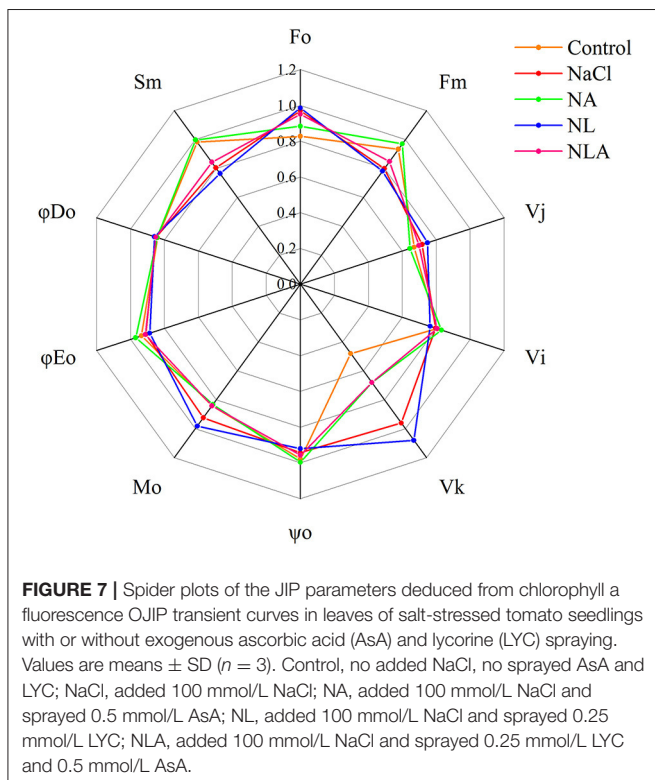 Fo
Control
NaCl
NA
NL
NLA
1.2
Sm
Fm
1.0
0.8
0.6
0.4
φDo
Vj
0.2
0.0
φEo
Vi
Mo
Vk
ψo
FIGURE 7 | Spider plots of the JIP parameters deduced from chlorophyll a
fluorescence OJIP transient curves in leaves of salt-stressed tomato seedlings
with or without exogenous ascorbic acid (AsA) and lycorine (LYC) spraying.
Values are means ± SD (n = 3). Control, no added NaCl, no sprayed AsA and
LYC; NaCl, added 100 mmol/L NaCl; NA, added 100 mmol/L NaCl and
sprayed 0.5 mmol/L AsA; NL, added 100 mmol/L NaCl and sprayed 0.25
mmol/L LYC; NLA, added 100 mmol/L NaCl and sprayed 0.25 mmol/L LYC
and 0.5 mmol/L AsA.